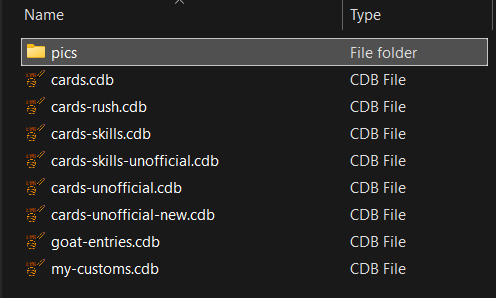 Name Type
pics File folder
cards.cdb CDB File
cards-rush.cdb CDB File
cards-skills.cdb CDB File
cards-skills-unofficial.cdb CDB File
cards-unofficial.cdb CDB File
cards-unofficial-new.cdb CDB File
goat-entries.cdb CDB File
my-customs.cdb CDB File